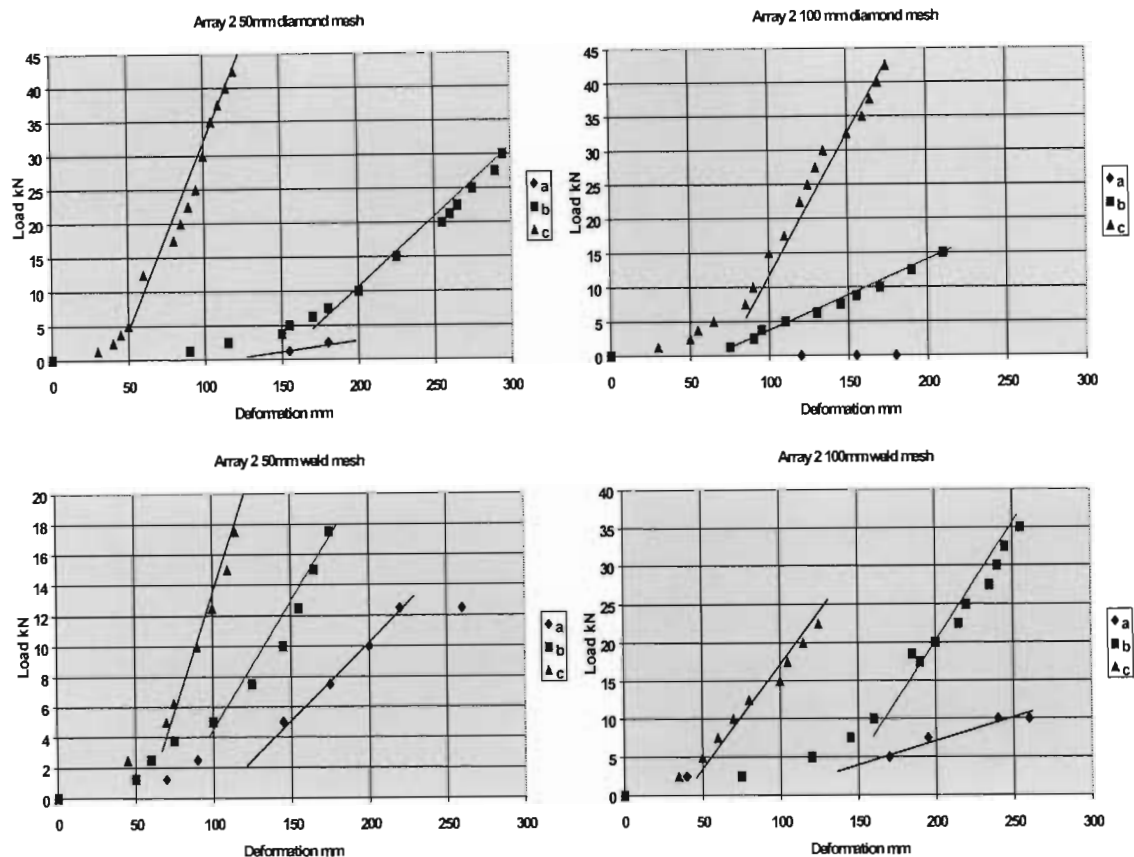 Array 2 50mm diamond mesh
Load kN
45
40
35
30
25
20
15
10
5
0
0 50 100 150 200 250 300
Deformation mm
a
b
c
Array 2 100 mm diamond mesh
Load kN
45
40
35
30
25
20
15
10
5
0
0 50 100 150 200 250 300
Deformation mm
a
b
c
Array 2 50mm weld mesh
Load kN
20
18
16
14
12
10
8
6
4
2
0
0 50 100 150 200 250 300
Deformation mm
a
b
c
Array 2 100mm weld mesh
Load kN
40
35
30
25
20
15
10
5
0
0 50 100 150 200 250 300
Deformation mm
a
b
c